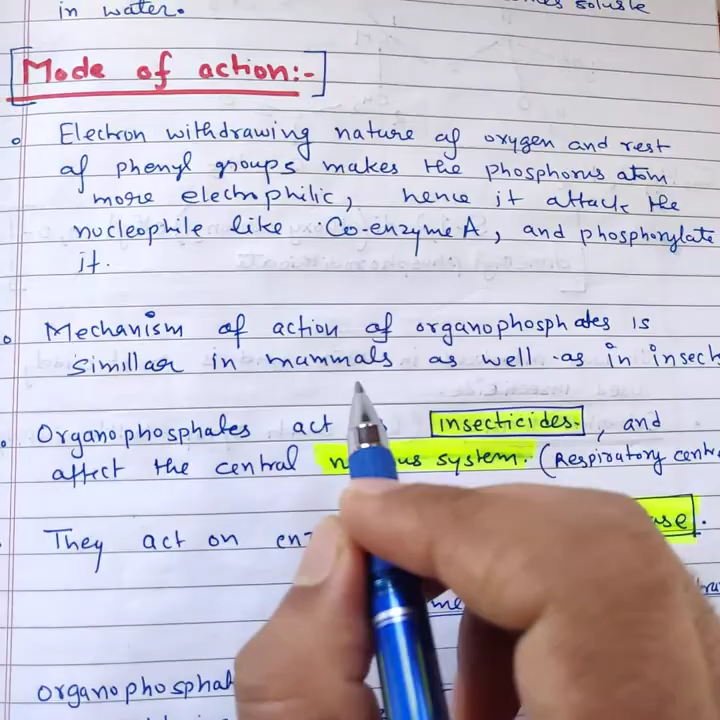 in water.
soluble
Mode of action:-
Electron withdrawing nature of oxygen and rest
of phenyl groups makes the phosphorus atom
more electrophilic, hence it attack the
nucleophile like Co-enzyme A, and phosphorylate
it.
Mechanism of action of organophosphates is
simillar in mammals as well as in insect
Organophosphates act insecticides, and
affect the central system. (Respiratory cent
They act on
organophosphat